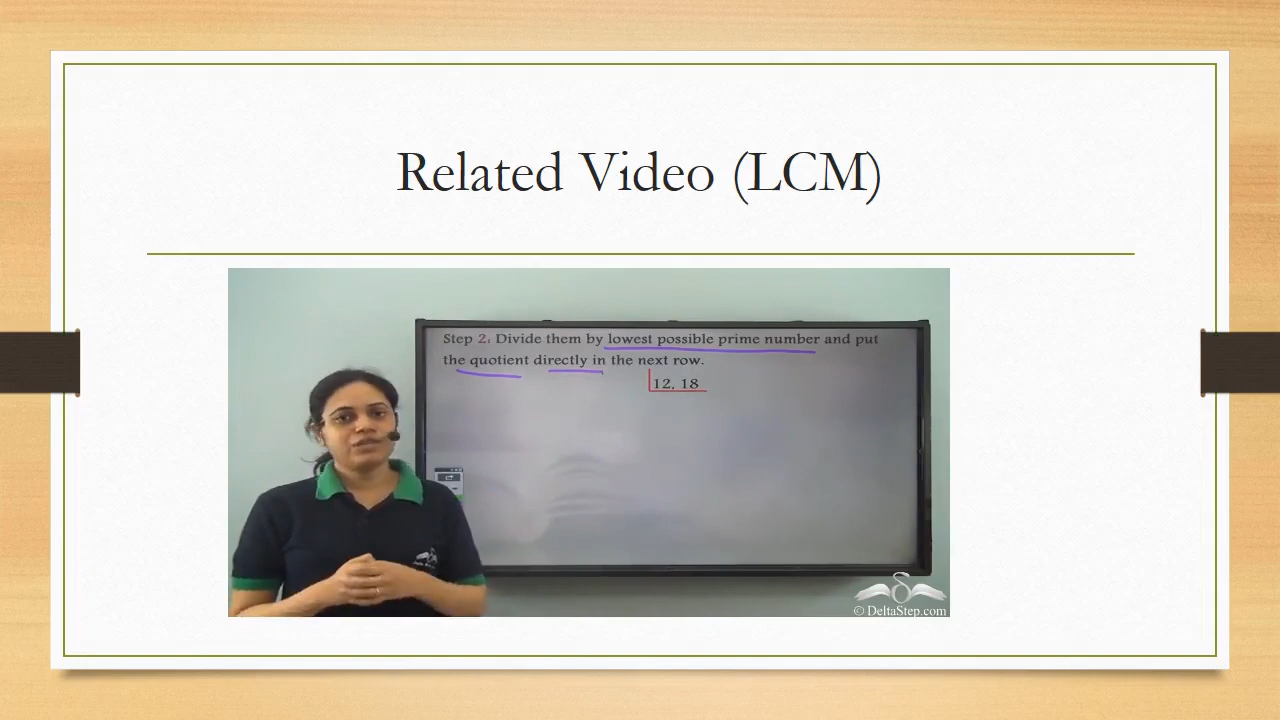 Related Video (LCM)
Step 2: Divide them by lowest possible prime number and put
the quotient directly in the next row.
12, 18
© DeltaStep.com